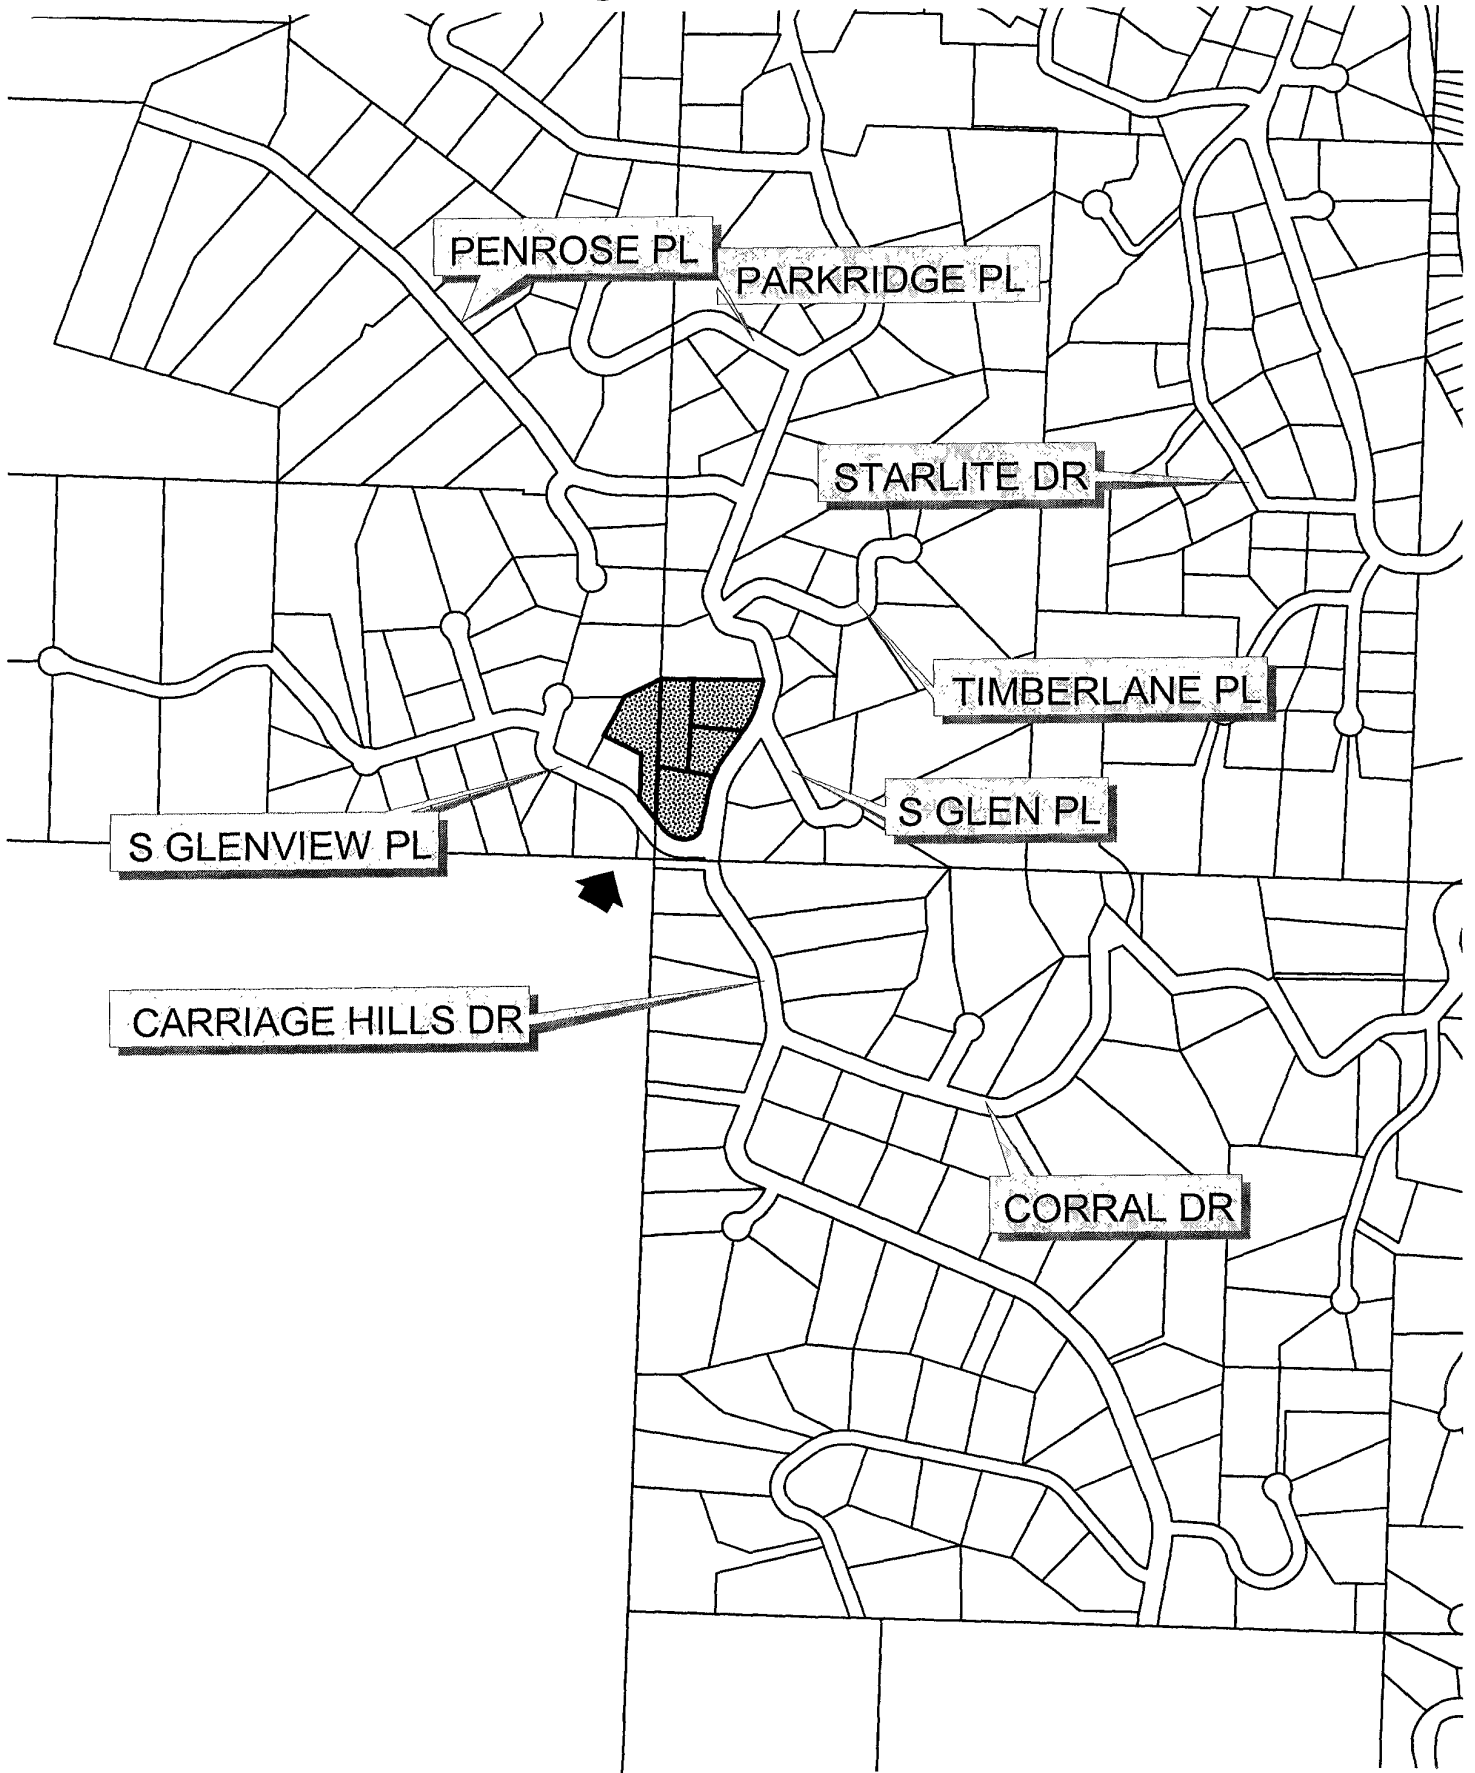 PENROSE PL
PARKRIDGE PL
STARLITE DR
TIMBERLANE PL
S GLEN PL
S GLENVIEW PL
CARRIAGE HILLS DR
CORRAL DR